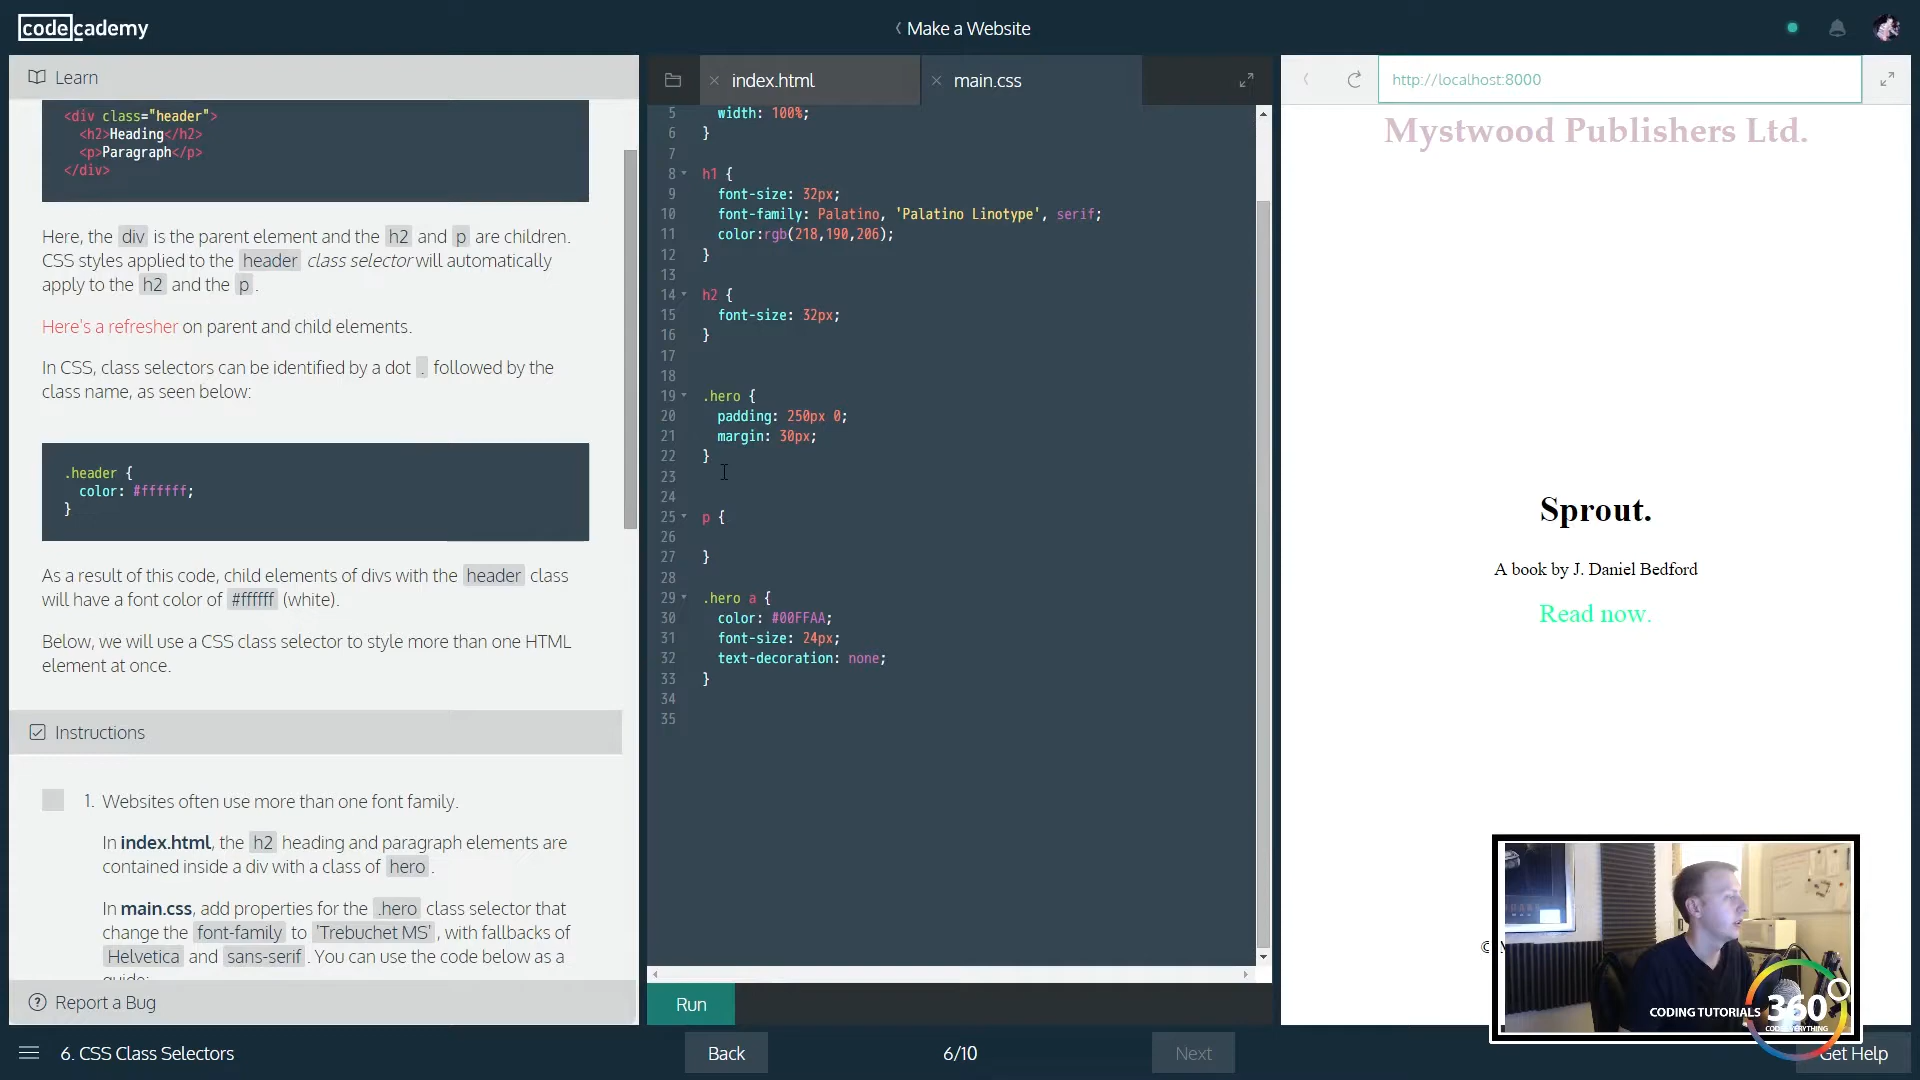 codecademy
Make a Website
Learn
<div class="header">
<h2>Heading</h2>
<p>Paragraph</p>
</div>
Here, the div is the parent element and the h2 and p are children.
CSS styles applied to the header class selector will automatically
apply to the h2 and the p.
Here's a refresher on parent and child elements.
In CSS, class selectors can be identified by a dot . followed by the
class name, as seen below:
.header {
color: #ffffff;
}
As a result of this code, child elements of divs with the header class
will have a font color of #ffffff (white).
Below, we will use a CSS class selector to style more than one HTML
element at once.
Instructions
1. Websites often use more than one font family.
In index.html, the h2 heading and paragraph elements are
contained inside a div with a class of hero.
In main.css, add properties for the .hero class selector that
change the font-family to 'Trebuchet MS', with fallbacks of
Helvetica and sans-serif. You can use the code below as a
guide:
Report a Bug
index.html
main.css
5 width: 100%;
6 }
7
8 h1 {
9 font-size: 32px;
10 font-family: Palatino, 'Palatino Linotype', serif;
11 color:rgb(218,190,206);
12 }
13
14 h2 {
15 font-size: 32px;
16 }
17
18
19 .hero {
20 padding: 250px 0;
21 margin: 30px;
22 }
23
24
25 p {
26
27 }
28
29 .hero a {
30 color: #00FFAA;
31 font-size: 24px;
32 text-decoration: none;
33 }
34
35
Run
http://localhost:8000
Mystwood Publishers Ltd.
Sprout.
A book by J. Daniel Bedford
Read now.
©
CODING TUTORIALS 360
CODE EVERYTHING
6. CSS Class Selectors
Back
6/10
Next
Get Help